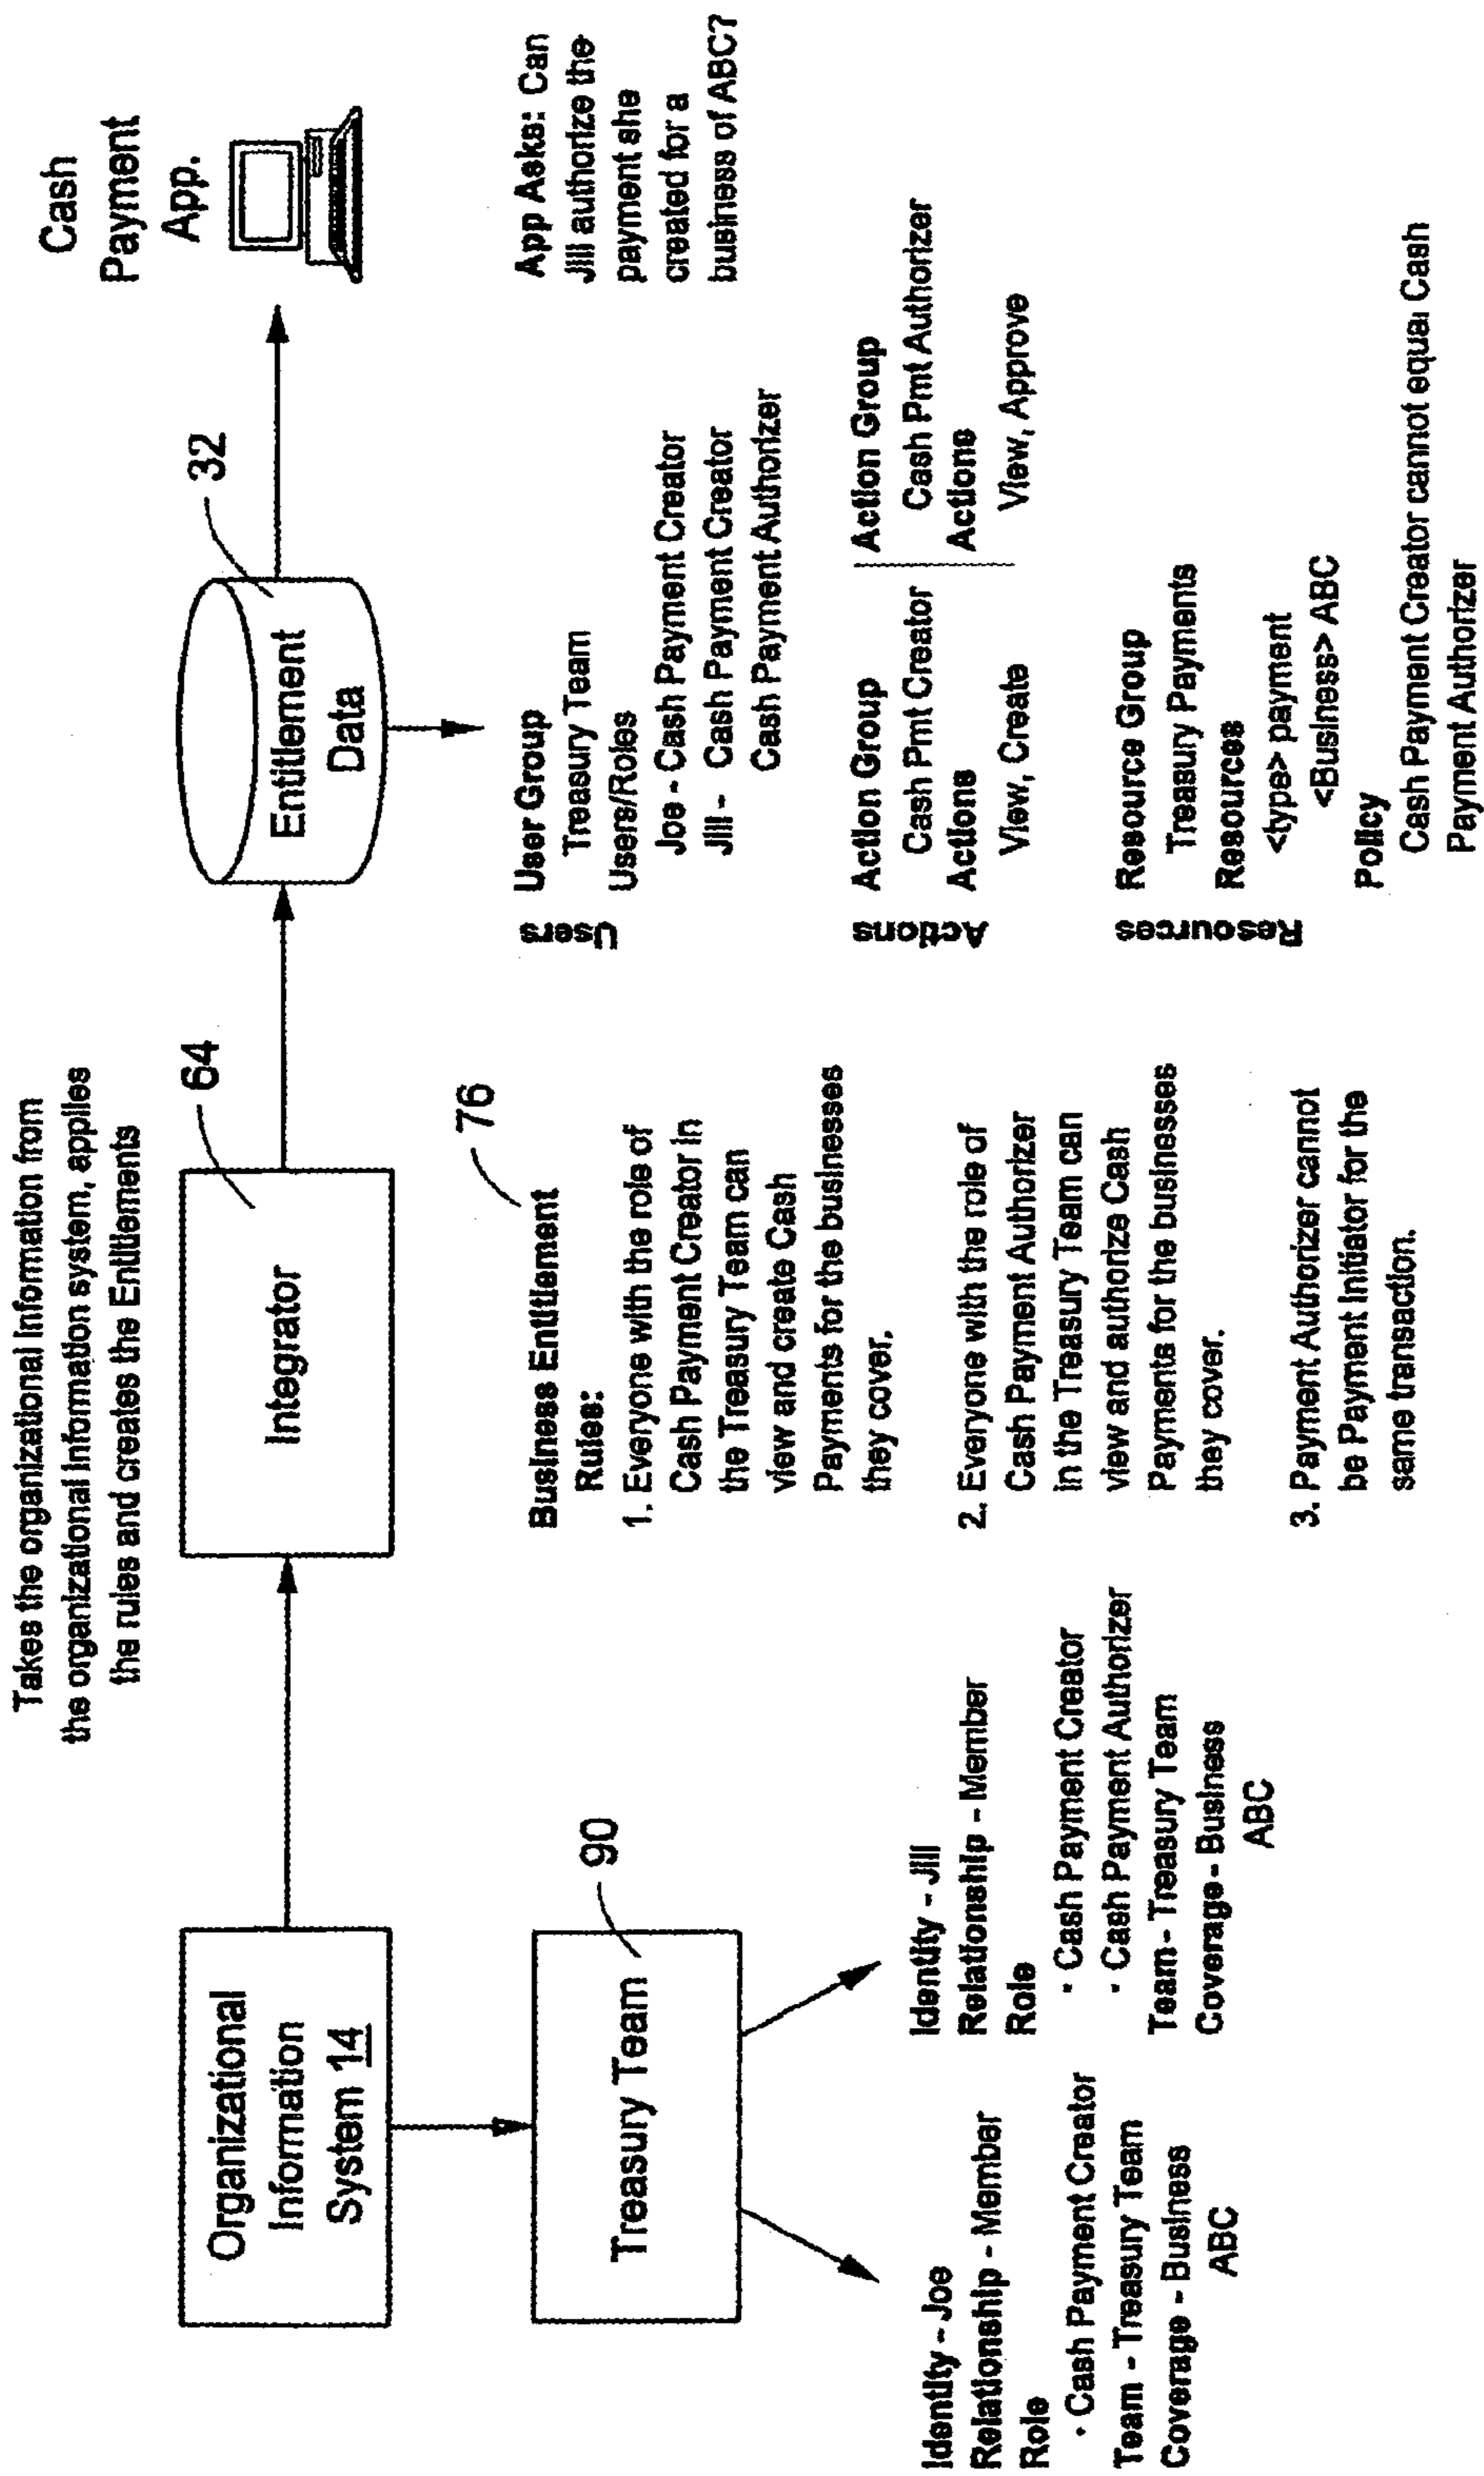 Takes the organizational information from
the organizational information system, applies
the rules and creates the Entitlements
Organizational
Information
System 14
Integrator
64
Entitlement
Data
32
Cash
Payment
App.
Treasury Team
90
Identity - Joe
Relationship - Member
Role
· Cash Payment Creator
Team - Treasury Team
Coverage - Business
ABC
Identity - Jill
Relationship - Member
Role
· Cash Payment Creator
· Cash Payment Authorizer
Team - Treasury Team
Coverage - Business
ABC
76
Business Entitlement
Rules:
1. Everyone with the role of
Cash Payment Creator in
the Treasury Team can
view and create Cash
Payments for the businesses
they cover.
2. Everyone with the role of
Cash Payment Authorizer
in the Treasury Team can
view and authorize Cash
Payments for the businesses
they cover.
3. Payment Authorizer cannot
be Payment Initiator for the
same transaction.
Users
User Group
Treasury Team
Users/Roles
Joe - Cash Payment Creator
Jill - Cash Payment Creator
Cash Payment Authorizer
Actions
Action Group
Cash Pmt Creator
Actions
View, Create
Action Group
Cash Pmt Authorizer
Actions
View, Approve
Resources
Resource Group
Treasury Payments
Resources
<type> payment
<Business> ABC
Policy
Cash Payment Creator cannot equal Cash
Payment Authorizer
App Asks: Can
Jill authorize the
payment she
created for a
business of ABC?